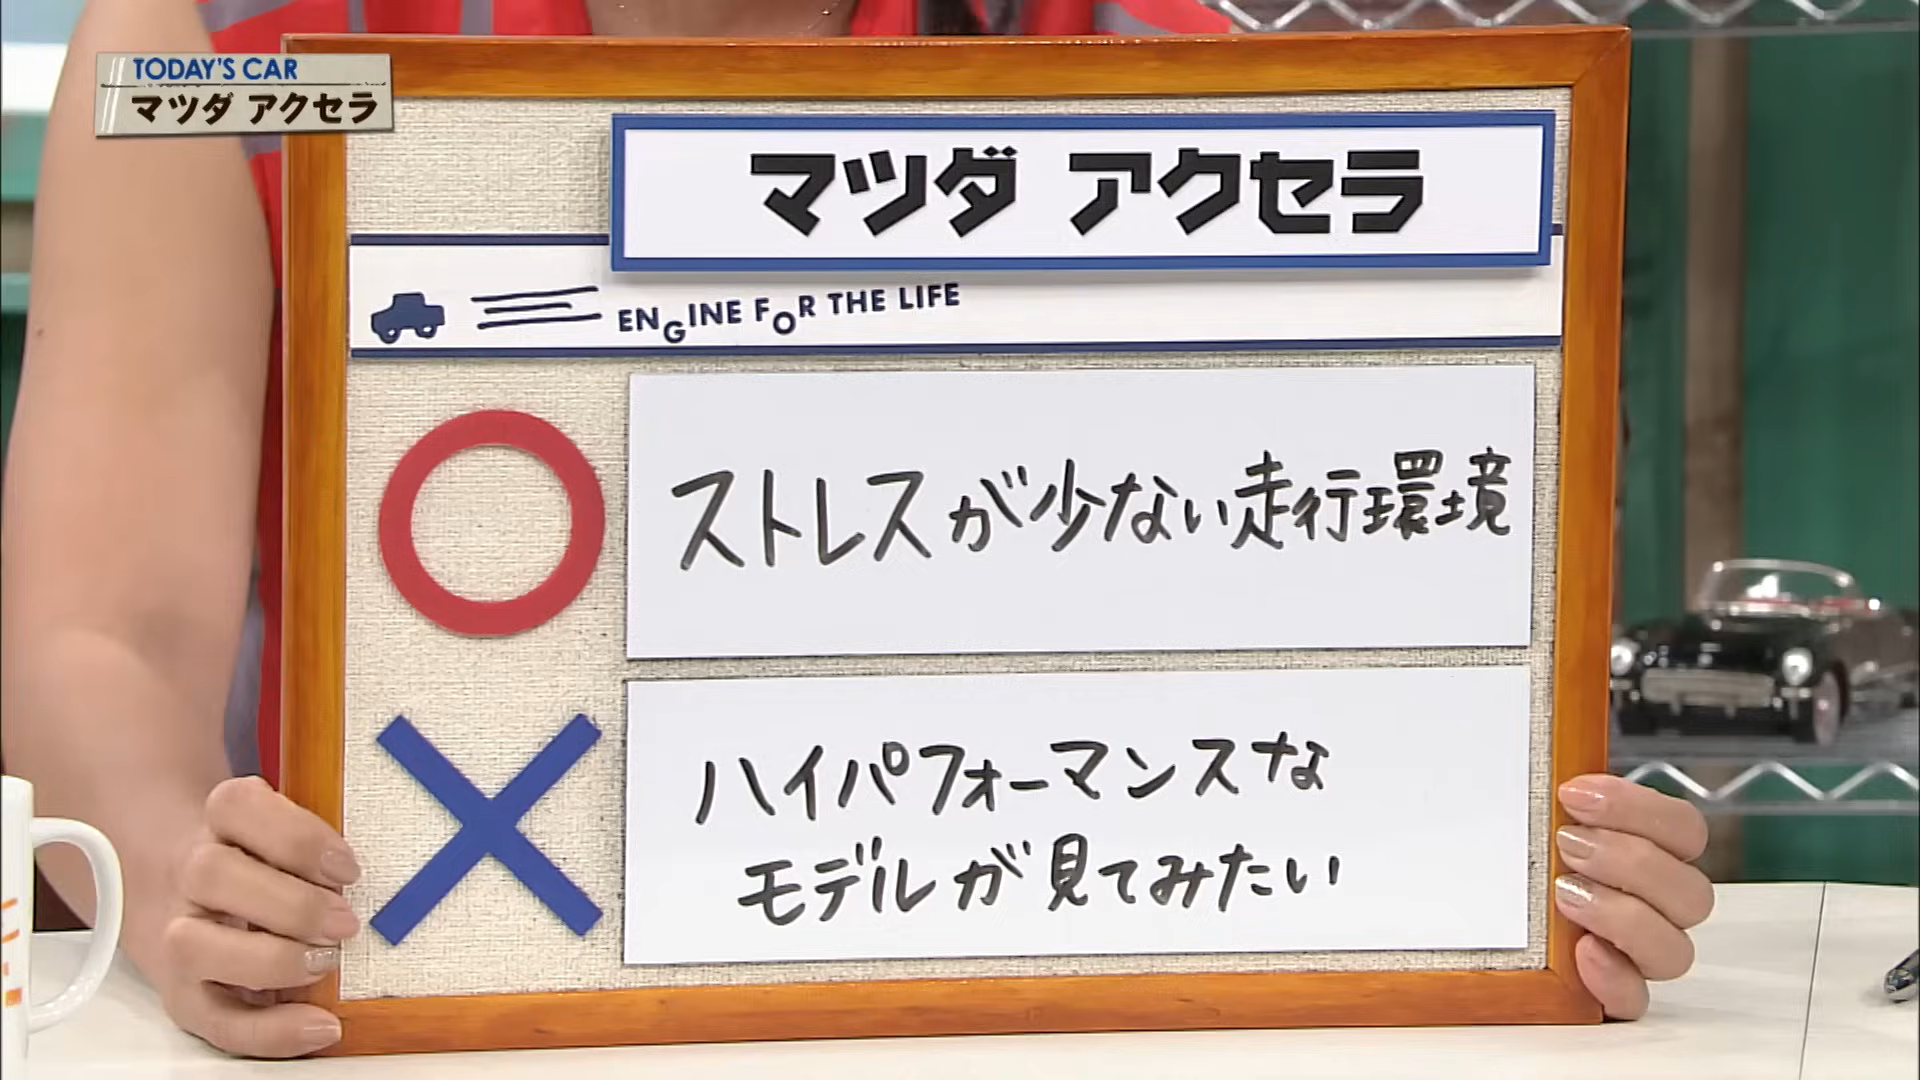 TODAY'S CAR
マツダ アクセラ
マツダ アクセラ
ENGINE FOR THE LIFE
ストレスが少ない走行環境
ハイパフォーマンスな
モデルが見てみたい